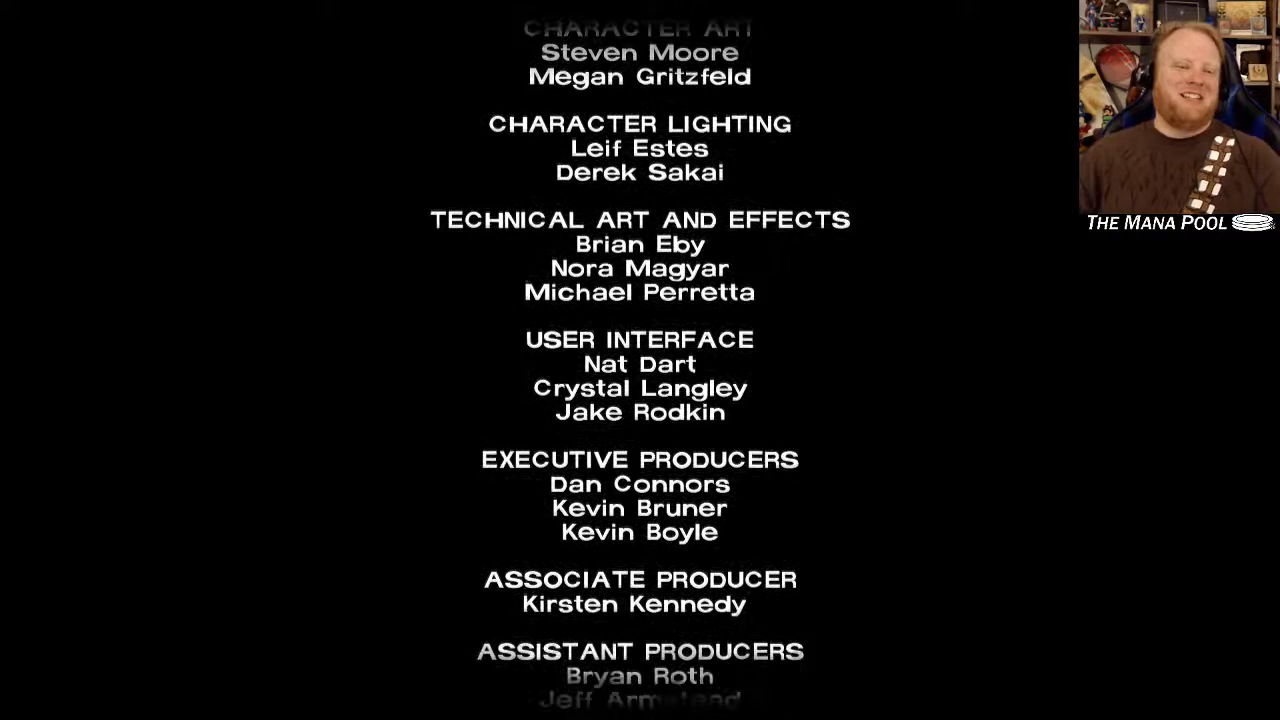 CHARACTER ART
Steven Moore
Megan Gritzfeld
CHARACTER LIGHTING
Leif Estes
Derek Sakai
TECHNICAL ART AND EFFECTS
Brian Eby
Nora Magyar
Michael Perretta
USER INTERFACE
Nat Dart
Crystal Langley
Jake Rodkin
EXECUTIVE PRODUCERS
Dan Connors
Kevin Bruner
Kevin Boyle
ASSOCIATE PRODUCER
Kirsten Kennedy
ASSISTANT PRODUCERS
Bryan Roth
Jeff Armstead
THE MANA POOL